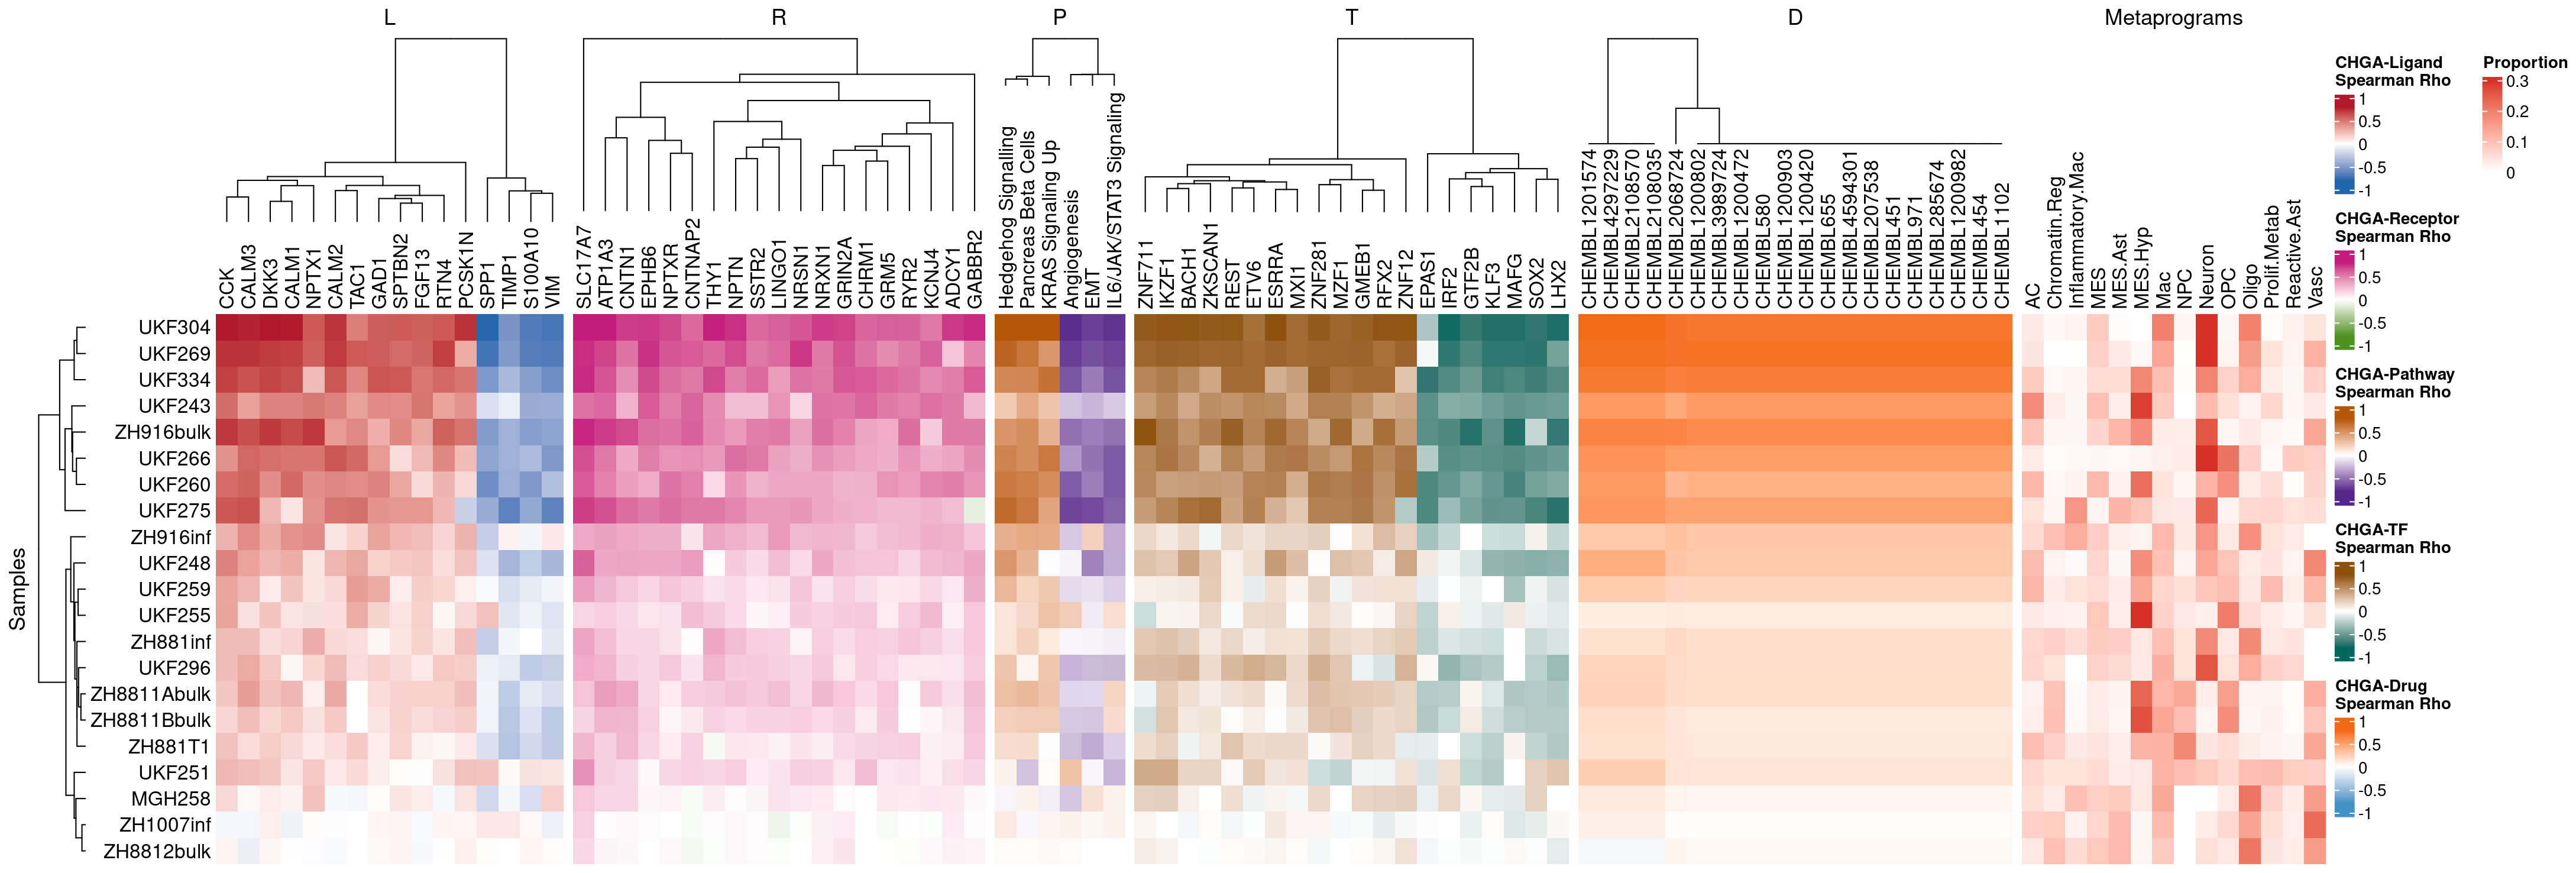 L
R
P
T
D
Metaprograms
CCK
CALM3
DKK3
CALM1
NPTX1
CALM2
TAC1
GAD1
SPTBN2
FGF13
RTN4
PCSK1N
SPP1
TIMP1
S100A10
VIM
SLC17A7
ATP1A3
CNTN1
EPHB6
NPTXR
CNTNAP2
THY1
NPTN
SSTR2
LINGO1
NRSN1
NRXN1
GRIN2A
CHRM1
GRM5
RYR2
KCNJ4
ADCY1
GABBR2
Hedgehog Signalling
Pancreas Beta Cells
KRAS Signaling Up
Angiogenesis
EMT
IL6/JAK/STAT3 Signaling
ZNF711
IKZF1
BACH1
ZKSCAN1
REST
ETV6
ESRRA
MXI1
ZNF281
MZF1
GMEB1
RFX2
ZNF12
EPAS1
IRF2
GTF2B
KLF3
MAFG
SOX2
LHX2
CHEMBL1201574
CHEMBL4297229
CHEMBL2108570
CHEMBL2108035
CHEMBL2068724
CHEMBL1200802
CHEMBL3989724
CHEMBL1200472
CHEMBL580
CHEMBL1200903
CHEMBL1200420
CHEMBL655
CHEMBL4594301
CHEMBL207538
CHEMBL451
CHEMBL971
CHEMBL285674
CHEMBL1200982
CHEMBL454
CHEMBL1102
AC
Chromatin.Reg
Inflammatory.Mac
MES
MES.Ast
MES.Hyp
Mac
NPC
Neuron
OPC
Oligo
Prolif.Metab
Reactive.Ast
Vasc
Samples
UKF304
UKF269
UKF334
UKF243
ZH916bulk
UKF266
UKF260
UKF275
ZH916inf
UKF248
UKF259
UKF255
ZH881inf
UKF296
ZH8811Abulk
ZH8811Bbulk
ZH881T1
UKF251
MGH258
ZH1007inf
ZH8812bulk
CHGA-Ligand
Spearman Rho
1
0.5
0
-0.5
-1
CHGA-Receptor
Spearman Rho
1
0.5
0
-0.5
-1
CHGA-Pathway
Spearman Rho
1
0.5
0
-0.5
-1
CHGA-TF
Spearman Rho
1
0.5
0
-0.5
-1
CHGA-Drug
Spearman Rho
1
0.5
0
-0.5
-1
Proportion
0.3
0.2
0.1
0